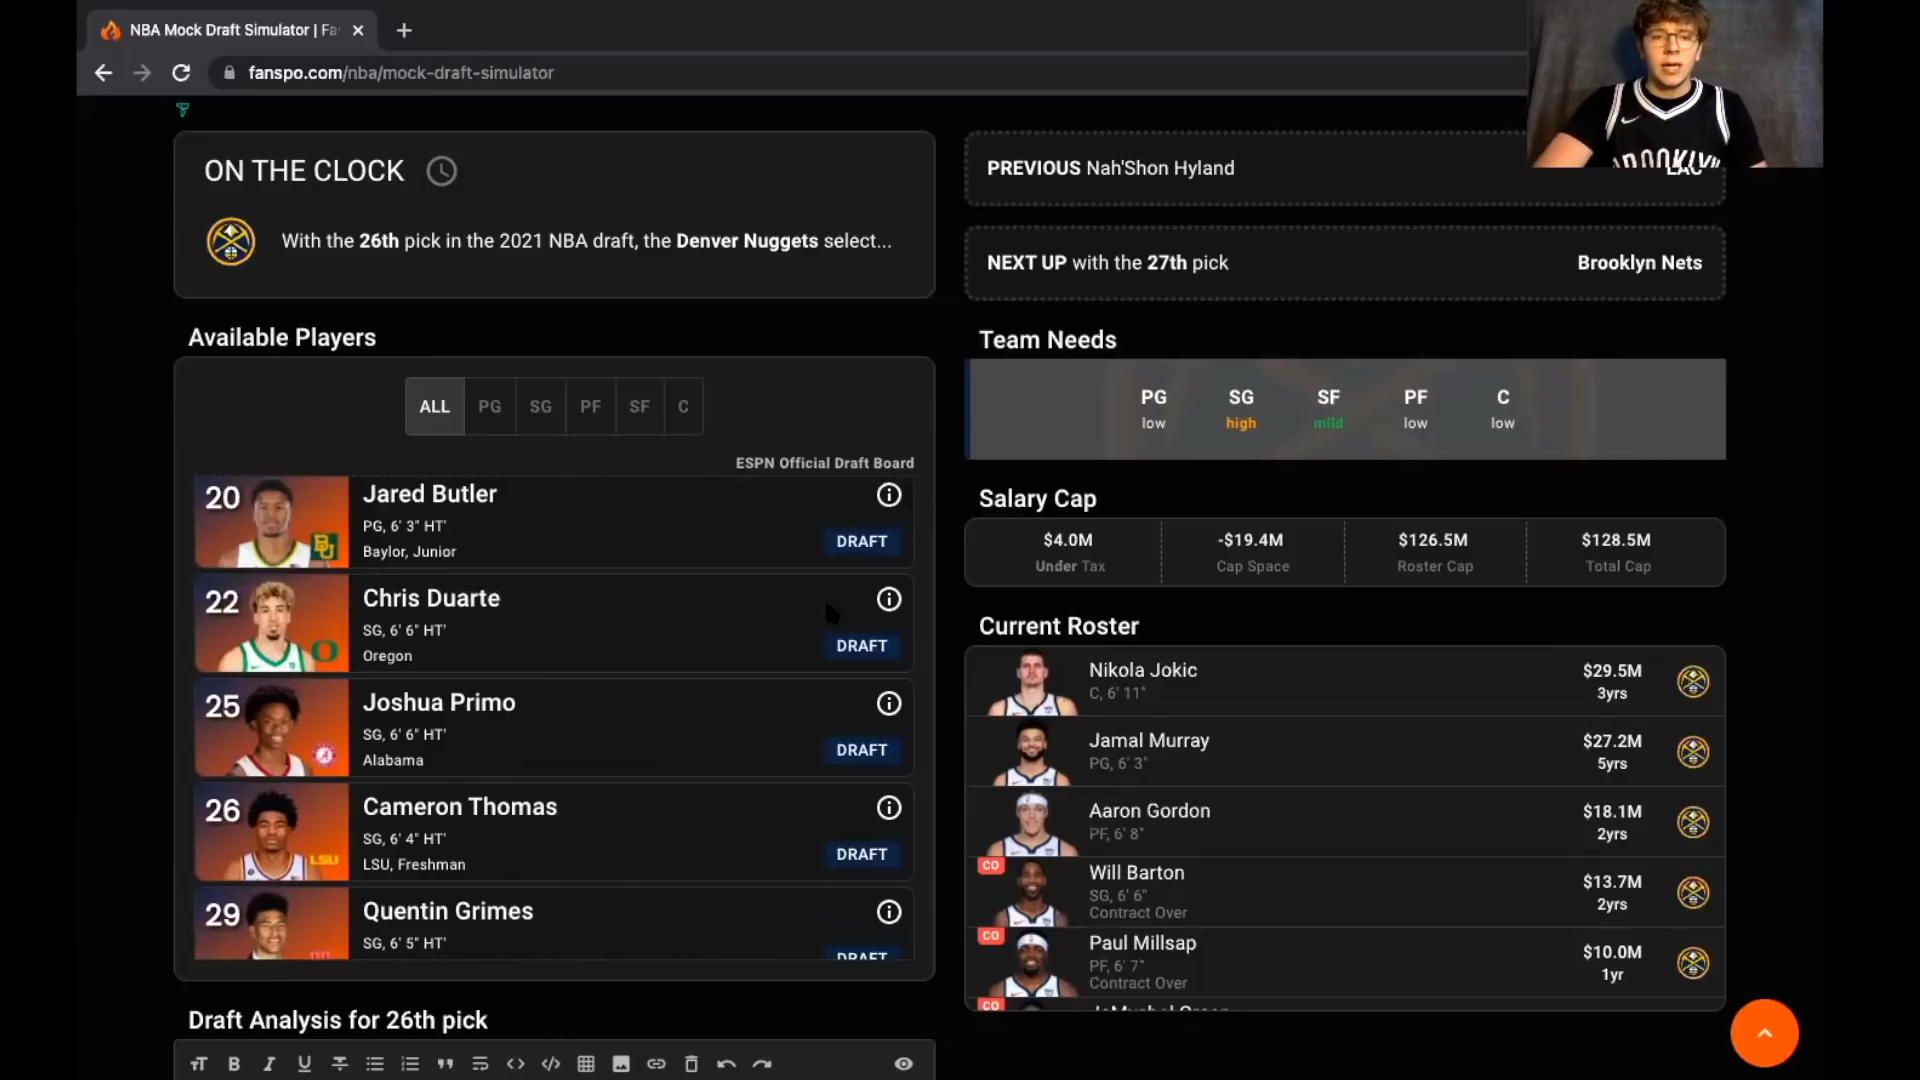 NBA Mock Draft Simulator | Fa
fanspo.com/nba/mock-draft-simulator
BROOKLYN
ON THE CLOCK
With the 26th pick in the 2021 NBA draft, the Denver Nuggets select...
PREVIOUS Nah'Shon Hyland
LAC
NEXT UP with the 27th pick
Brooklyn Nets
Available Players
ALL PG SG PF SF C
ESPN Official Draft Board
20
Jared Butler
PG, 6' 3" HT'
Baylor, Junior
DRAFT
22
Chris Duarte
SG, 6' 6" HT'
Oregon
DRAFT
25
Joshua Primo
SG, 6' 6" HT'
Alabama
DRAFT
26
LSU
Cameron Thomas
SG, 6' 4" HT'
LSU, Freshman
DRAFT
29
Quentin Grimes
SG, 6' 5" HT'
DRAFT
Draft Analysis for 26th pick
Team Needs
PG SG SF PF C
low high mild low low
Salary Cap
$4.0M -$19.4M $126.5M $128.5M
Under Tax Cap Space Roster Cap Total Cap
Current Roster
Nikola Jokic
C, 6' 11"
$29.5M
3yrs
Jamal Murray
PG, 6' 3"
$27.2M
5yrs
Aaron Gordon
PF, 6' 8"
$18.1M
2yrs
CO
Will Barton
SG, 6' 6"
Contract Over
$13.7M
2yrs
CO
Paul Millsap
PF, 6' 7"
Contract Over
$10.0M
1yr
CO